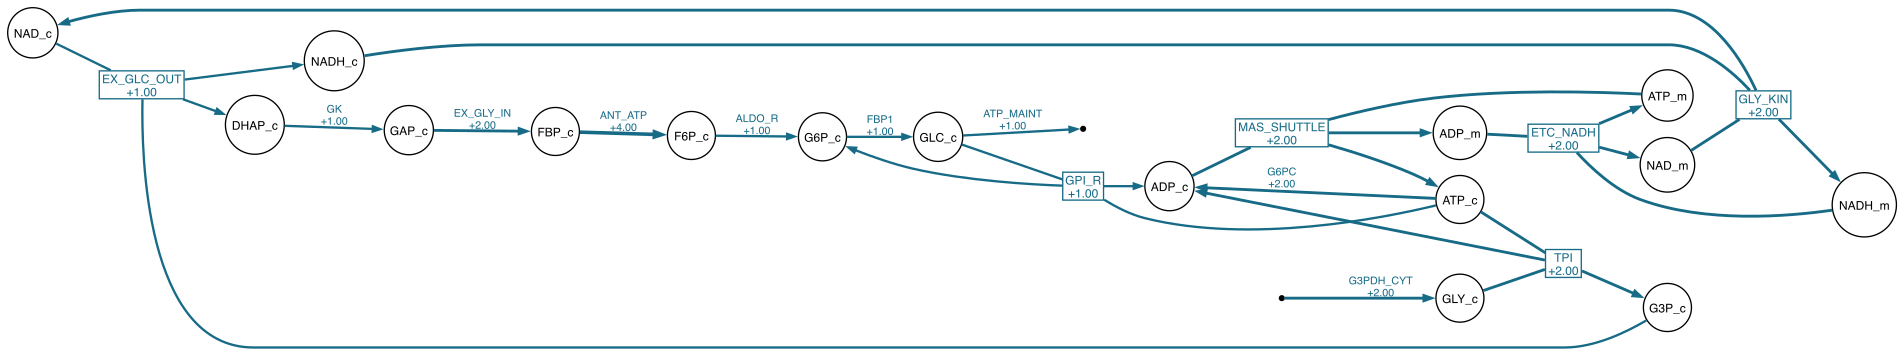 NAD_c
EX_GLC_OUT
+1.00
NADH_c
DHAP_c
GK
+1.00
GAP_c
EX_GLY_IN
+2.00
FBP_c
ANT_ATP
+4.00
F6P_c
ALDO_R
+1.00
G6P_c
FBP1
+1.00
GLC_c
ATP_MAINT
+1.00
GPI_R
+1.00
ADP_c
MAS_SHUTTLE
+2.00
G6PC
+2.00
ADP_m
ATP_c
ETC_NADH
+2.00
ATP_m
NAD_m
GLY_KIN
+2.00
NADH_m
TPI
+2.00
G3PDH_CYT
+2.00
GLY_c
G3P_c